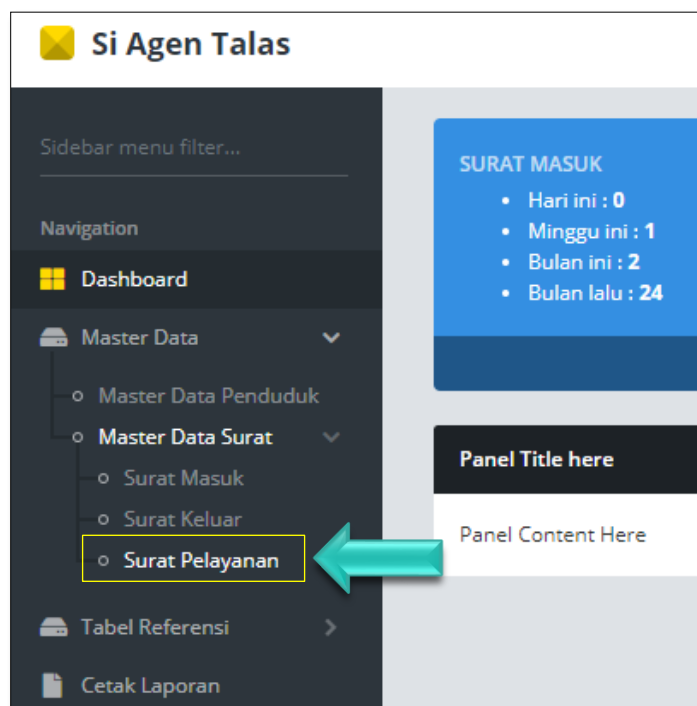 Si Agen Talas
Sidebar menu filter...
Navigation
Dashboard
Master Data
Master Data Penduduk
Master Data Surat
Surat Masuk
Surat Keluar
Surat Pelayanan
Tabel Referensi
Cetak Laporan
SURAT MASUK
Hari ini : 0
Minggu ini : 1
Bulan ini : 2
Bulan lalu : 24
Panel Title here
Panel Content Here